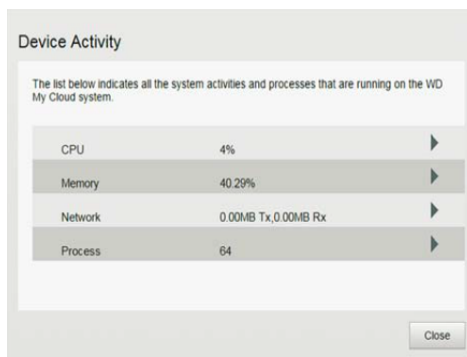 Device Activity
The list below indicates all the system activities and processes that are running on the WD
My Cloud system.
CPU 4%
Memory 40.29%
Network 0.00MB Tx,0.00MB Rx
Process 64
Close